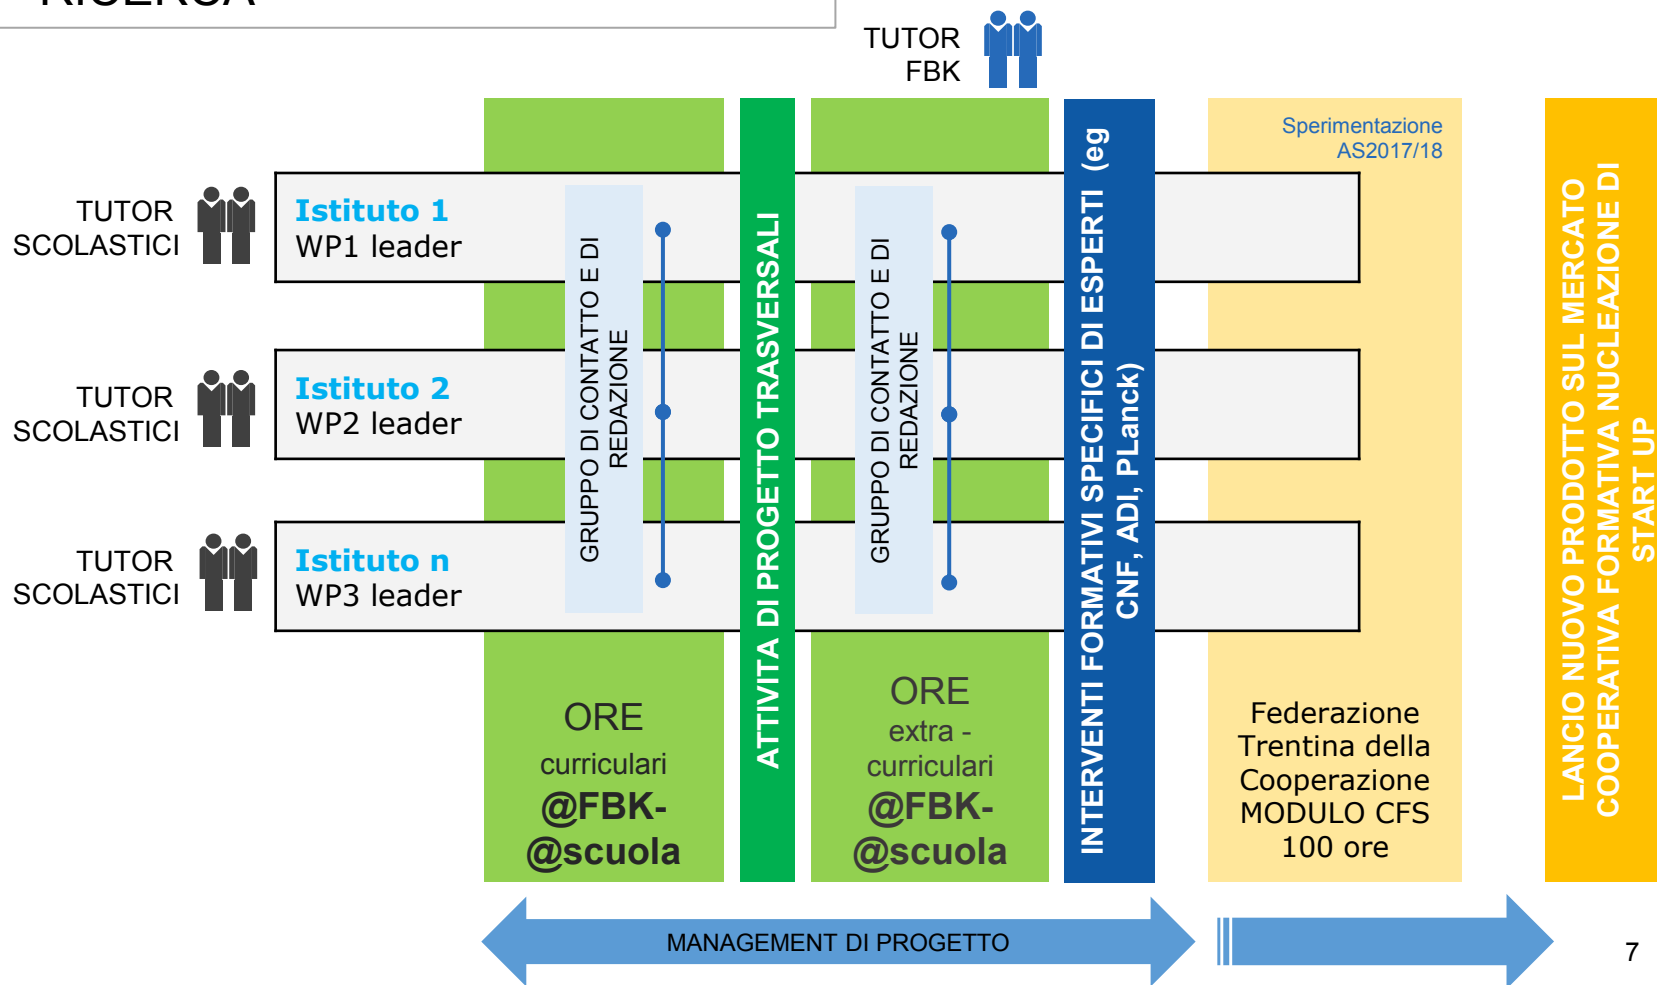 RICERCA
TUTOR
FBK
Sperimentazione
AS2017/18
TUTOR
SCOLASTICI
Istituto 1
WP1 leader
TUTOR
SCOLASTICI
Istituto 2
WP2 leader
TUTOR
SCOLASTICI
Istituto n
WP3 leader
GRUPPO DI CONTATTO E DI
REDAZIONE
ORE
curriculari
@FBK-
@scuola
ATTIVITA DI PROGETTO TRASVERSALI
GRUPPO DI CONTATTO E DI
REDAZIONE
ORE
extra -
curriculari
@FBK-
@scuola
INTERVENTI FORMATIVI SPECIFICI DI ESPERTI (eg
CNF, ADI, PLanck)
Federazione
Trentina della
Cooperazione
MODULO CFS
100 ore
LANCIO NUOVO PRODOTTO SUL MERCATO
COOPERATIVA FORMATIVA NUCLEAZIONE DI
START UP
MANAGEMENT DI PROGETTO
7